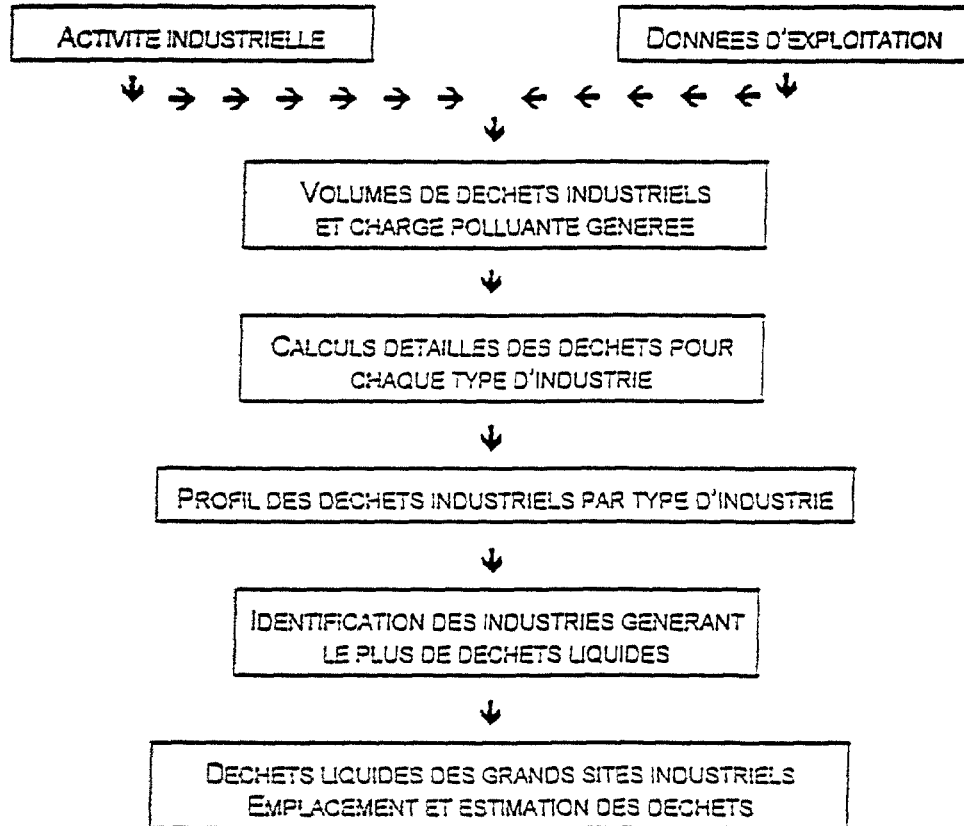 ACTIVITE INDUSTRIELLE
DONNEES D'EXPLOITATION
VOLUMES DE DECHETS INDUSTRIELS
ET CHARGE POLLUANTE GENEREE
CALCULS DETAILLES DES DECHETS POUR
CHAQUE TYPE D'INDUSTRIE
PROFIL DES DECHETS INDUSTRIELS PAR TYPE D'INDUSTRIE
IDENTIFICATION DES INDUSTRIES GENERANT
LE PLUS DE DECHETS LIQUIDES
DECHETS LIQUIDES DES GRANDS SITES INDUSTRIELS
EMPLACEMENT ET ESTIMATION DES DECHETS